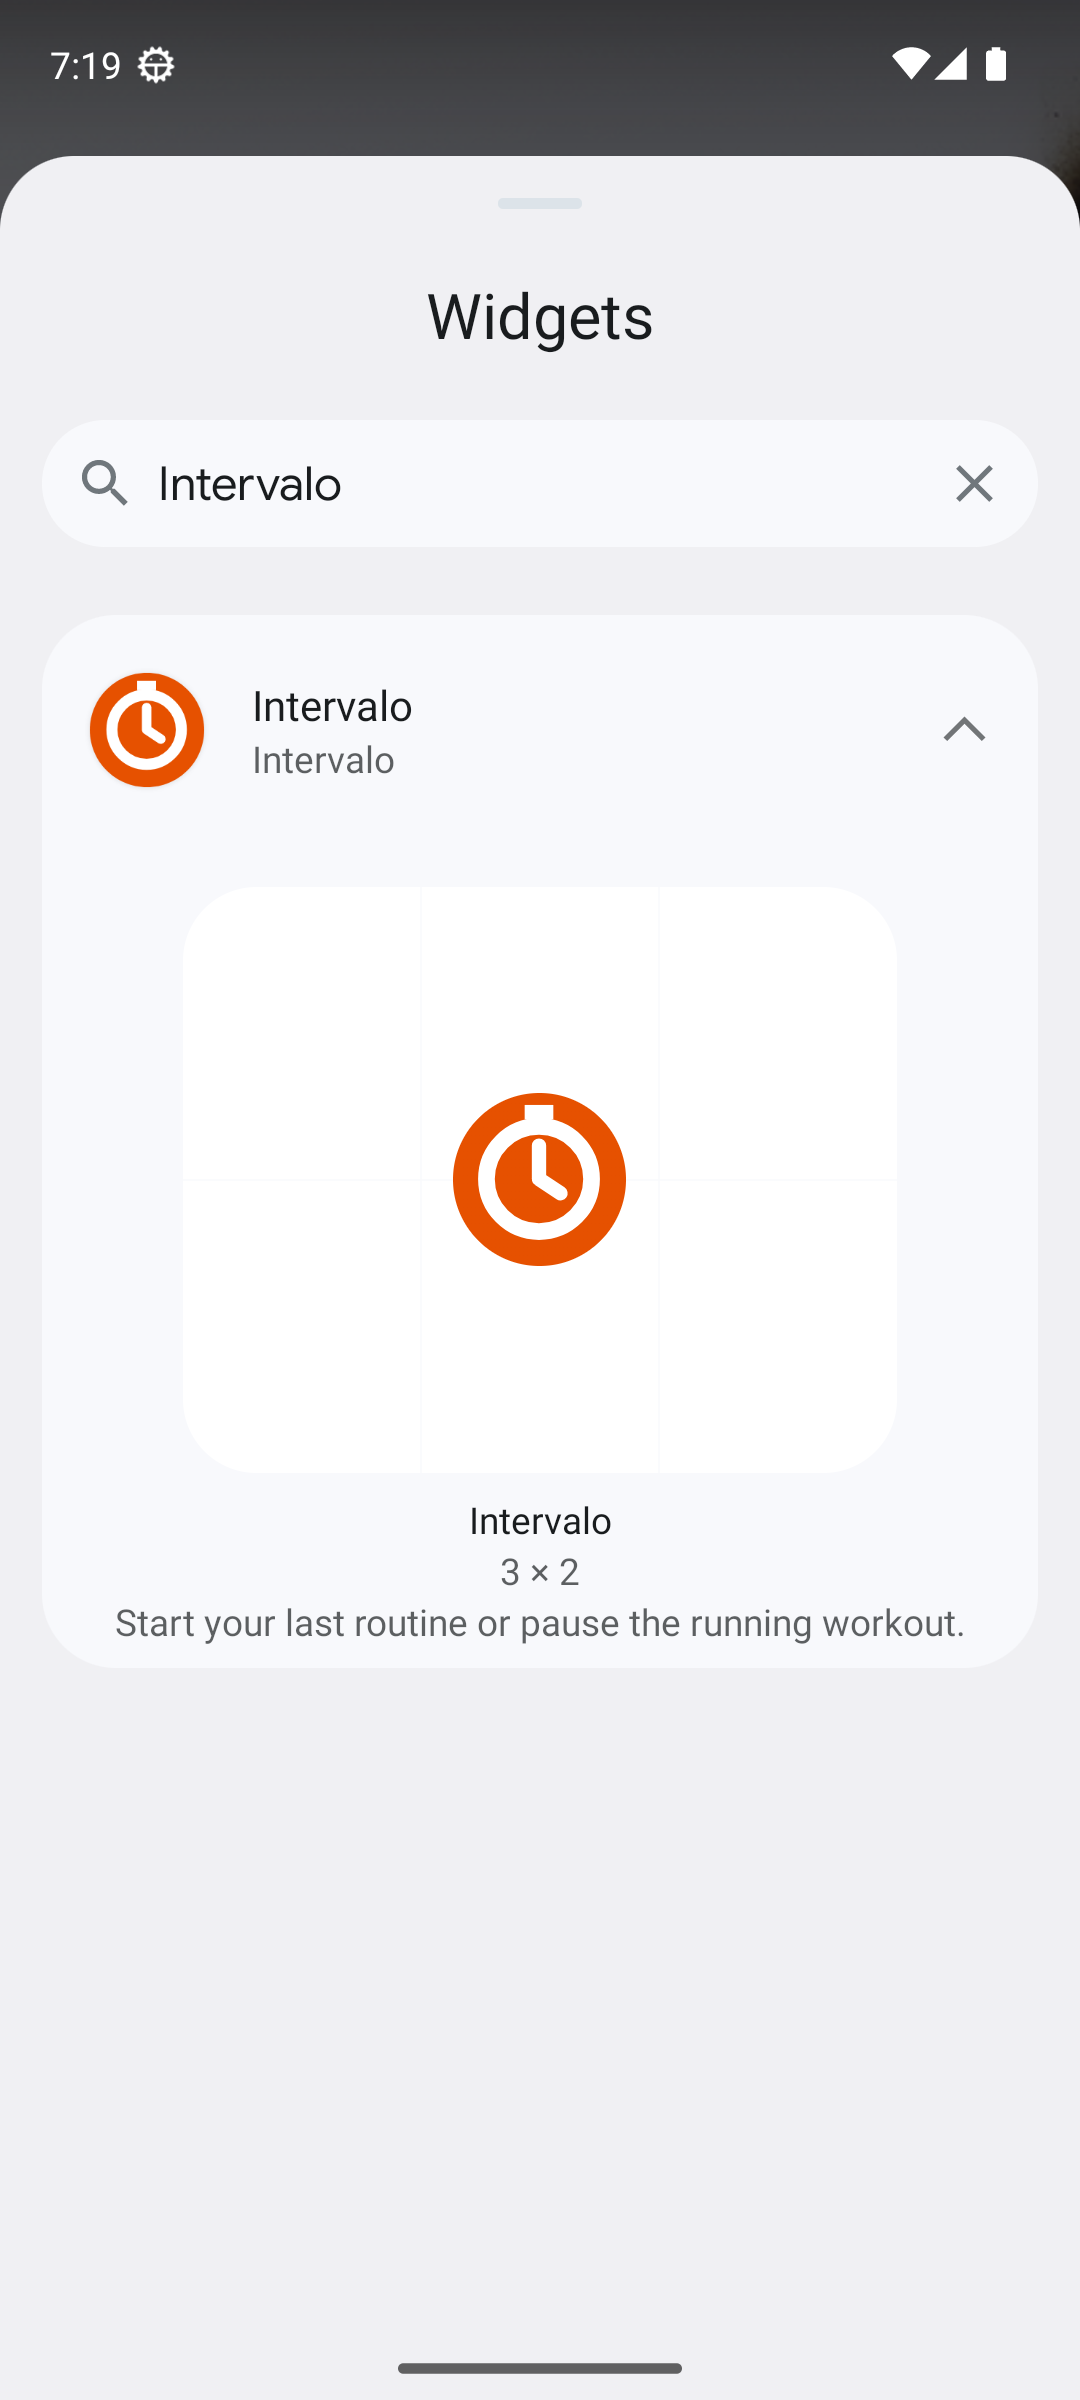 7:19
Widgets
Intervalo
Intervalo
Intervalo
Intervalo
3 × 2
Start your last routine or pause the running workout.